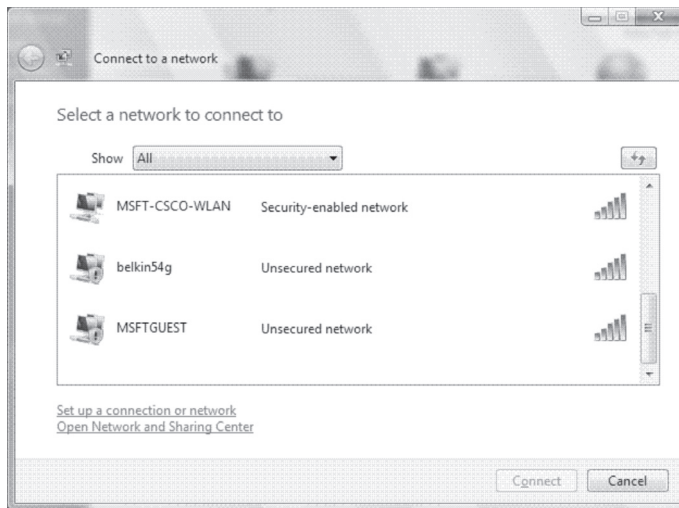 Connect to a network
Select a network to connect to
Show All
MSFT-CSCO-WLAN Security-enabled network
belkin54g Unsecured network
MSFTGUEST Unsecured network
Set up a connection or network
Open Network and Sharing Center
Connect Cancel